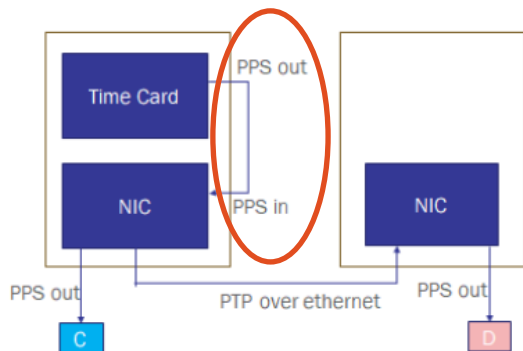 PPS out
Time Card
NIC
PPS in
NIC
PPS out
PTP over ethernet
PPS out
C
D